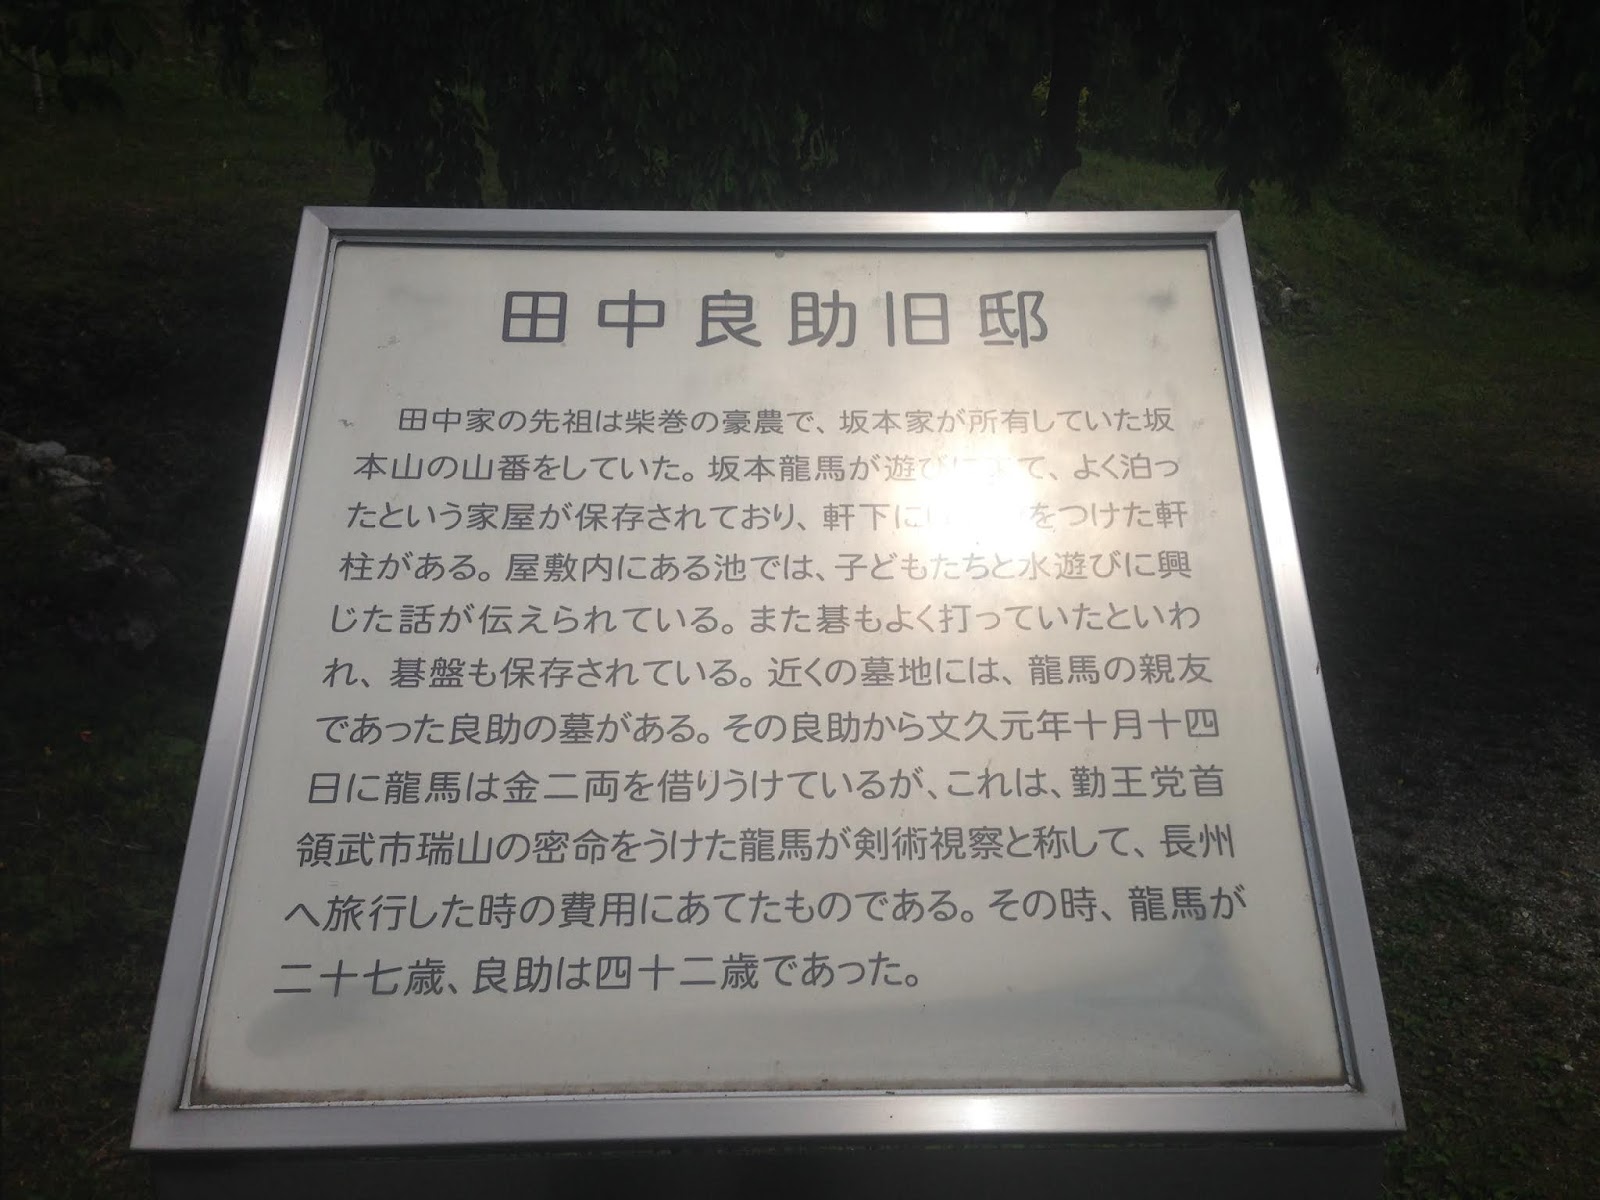 田中良助旧邸
田中家の先祖は柴巻の豪農で、坂本家が所有していた坂
本山の山番をしていた。坂本龍馬が遊びに て、よく泊っ
たという家屋が保存されており、軒下に をつけた軒
柱がある。屋敷内にある池では、子どもたちと水遊びに興
じた話が伝えられている。また碁もよく打っていたといわ
れ、碁盤も保存されている。近くの墓地には、龍馬の親友
であった良助の墓がある。その良助から文久元年十月十四
日に龍馬は金二両を借りうけているが、これは、勤王党首
領武市瑞山の密命をうけた龍馬が剣術視察と称して、長州
へ旅行した時の費用にあてたものである。その時、龍馬が
二十七歳、良助は四十二歳であった。